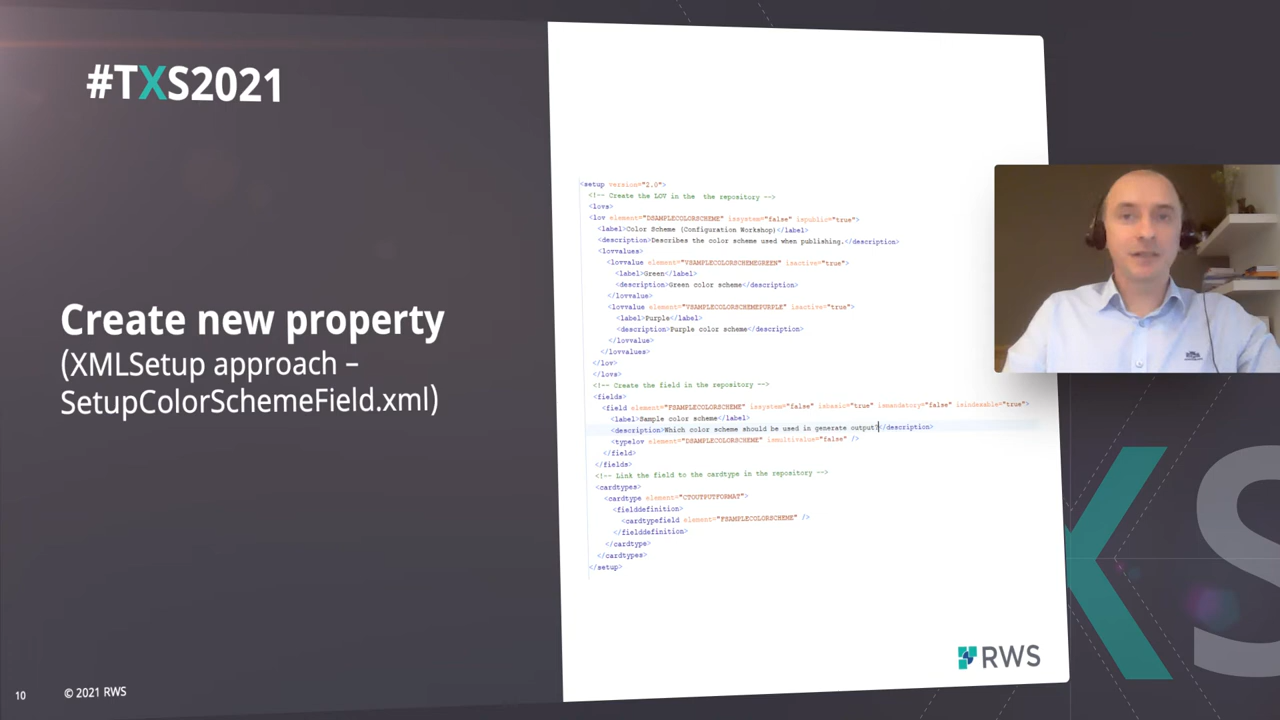 #TXS2021
Create new property
(XMLSetup approach –
SetupColorSchemeField.xml)
10
© 2021 RWS
<setup version="2.0">
<!-- Create the LOV in the  the repository -->
<lovs>
<lov element="DSAMPLECOLORSCHEME" issystem="false" ispublic="true">
<label>Color Scheme (Configuration Workshop)</label>
<description>Describes the color scheme used when publishing.</description>
<lovvalues>
<lovvalue element="VSAMPLECOLORSCHEMEGREEN" isactive="true">
<label>Green</label>
<description>Green color scheme</description>
</lovvalue>
<lovvalue element="VSAMPLECOLORSCHEMEPURPLE" isactive="true">
<label>Purple</label>
<description>Purple color scheme</description>
</lovvalue>
</lovvalues>
</lov>
</lovs>
<!-- Create the field in the repository -->
<fields>
<field element="FSAMPLECOLORSCHEME" issystem="false" isbasic="true" ismandatory="false" isindexable="true">
<label>Sample color scheme</label>
<description>Which color scheme should be used in generate output?</description>
<typelov element="DSAMPLECOLORSCHEME" ismultivalue="false" />
</field>
</fields>
<!-- Link the field to the cardtype in the repository -->
<cardtypes>
<cardtype element="CTOUTPUTFORMAT">
<fielddefinition>
<cardtypefield element="FSAMPLECOLORSCHEME" />
</fielddefinition>
</cardtype>
</cardtypes>
</setup>
RWS
XS